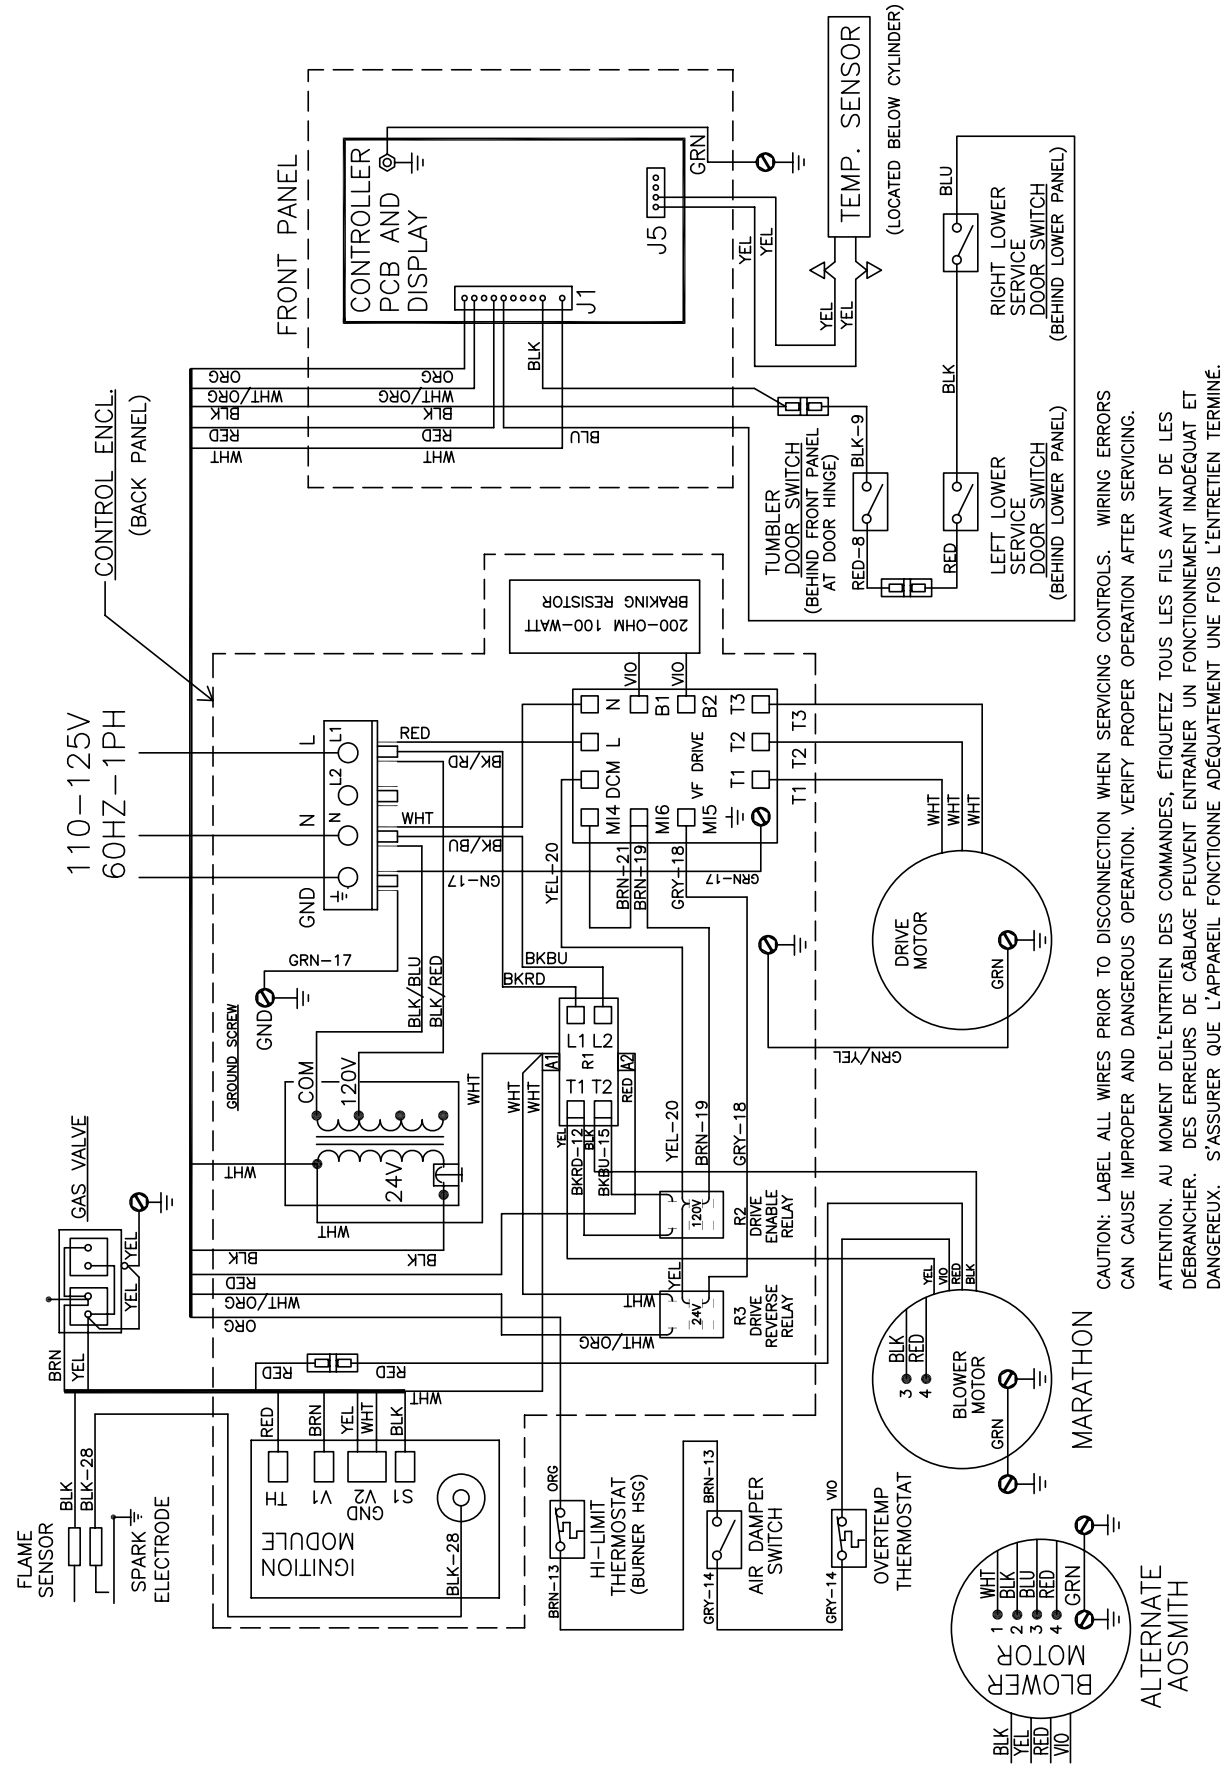 110-125V
60HZ-1PH
CONTROL ENCL.
(BACK PANEL)
FRONT PANEL
CONTROLLER
PCB AND
DISPLAY
J1
J5
GRN
YEL
YEL
YEL
YEL
TEMP. SENSOR
(LOCATED BELOW CYLINDER)
ORG
WHT/ORG
BLK
RED
WHT
ORG
WHT/ORG
BLK
RED
WHT
BLK
BLU
TUMBLER
DOOR SWITCH
(BEHIND FRONT PANEL
AT DOOR HINGE)
RED-8
BLK-9
RED
BLK
BLU
LEFT LOWER
SERVICE
DOOR SWITCH
(BEHIND LOWER PANEL)
RIGHT LOWER
SERVICE
DOOR SWITCH
(BEHIND LOWER PANEL)
GND
N
L
N
L2
L1
GRN-17
GND
GROUND SCREW
RED
BK/RD
WHT
BK/BU
GN-17
BLK/BLU
BLK/RED
BKBU
BKRD
200-OHM 100-WATT
BRAKING RESISTOR
VIO
VIO
MI4
DCM
L
N
MI6
B1
MI5
VF DRIVE
B2
T1
T2
T3
T1
T2
T3
YEL-20
BRN-21
BRN-19
GRY-18
GRN-17
WHT
WHT
WHT
DRIVE
MOTOR
GRN
GRN/YEL
COM
120V
24V
WHT
WHT
BLK
BLK
RED
WHT/ORG
ORG
WHT
WHT
WHT
A1
L1
L2
R1
T1
T2
A2
RED
YEL
BKRD-12
BLK
BKBU-15
YEL-20
BRN-19
GRY-18
120V
R2
DRIVE
ENABLE
RELAY
YEL
WHT
24V
R3
DRIVE
REVERSE
RELAY
WHT/ORG
GAS VALVE
YEL
YEL
BRN
YEL
RED
RED
WHT
FLAME
SENSOR
BLK
BLK-28
SPARK
ELECTRODE
RED
BRN
YEL
WHT
BLK
TH
V1
V2
GND
S1
IGNITION
MODULE
BLK-28
ORG
BRN-13
HI-LIMIT
THERMOSTAT
(BURNER HSG)
BRN-13
GRY-14
AIR DAMPER
SWITCH
VIO
GRY-14
OVERTEMP
THERMOSTAT
YEL
VIO
RED
BLK
BLK
RED
3
4
BLOWER
MOTOR
GRN
MARATHON
WHT
BLK
BLU
RED
GRN
1
2
3
4
BLOWER
MOTOR
BLK
YEL
RED
VIO
ALTERNATE
AOSMITH
CAUTION: LABEL ALL WIRES PRIOR TO DISCONNECTION WHEN SERVICING CONTROLS. WIRING ERRORS
CAN CAUSE IMPROPER AND DANGEROUS OPERATION. VERIFY PROPER OPERATION AFTER SERVICING.
ATTENTION. AU MOMENT DEL'ENTRTIEN DES COMMANDES, ÉTIQUETEZ TOUS LES FILS AVANT DE LES
DÉBRANCHER. DES ERREURS DE CÂBLAGE PEUVENT ENTRAÎNER UN FONCTIONNEMENT INADÉQUAT ET
DANGEREUX. S'ASSURER QUE L'APPAREIL FONCTIONNE ADÉQUATEMENT UNE FOIS L'ENTRETIEN TERMINÉ.